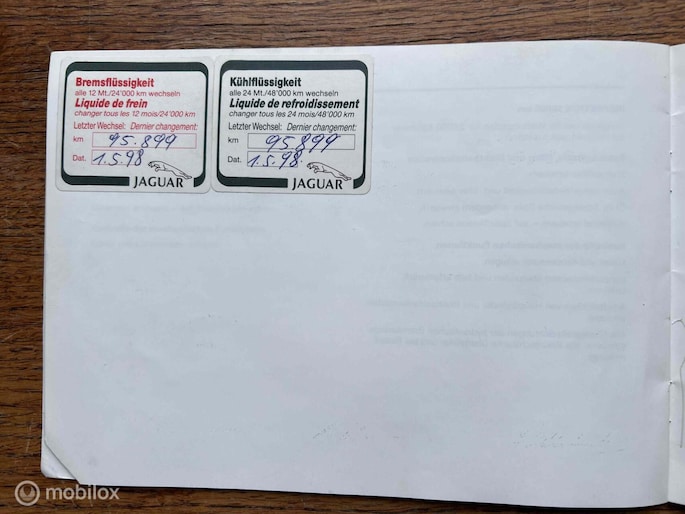 Bremsflüssigkeit
alle 12 Mt./24'000 km wechseln
Liquide de frein
changer tous les 12 mois/24'000 km
Letzter Wechsel: Dernier changement:
km 95.899
Dat. 1.5.98
JAGUAR
Kühlflüssigkeit
alle 24 Mt./48'000 km wechseln
Liquide de refroidissement
changer tous les 24 mois/48'000 km
Letzter Wechsel: Dernier changement:
km 95.899
Dat. 1.5.98.
JAGUAR
mobilox